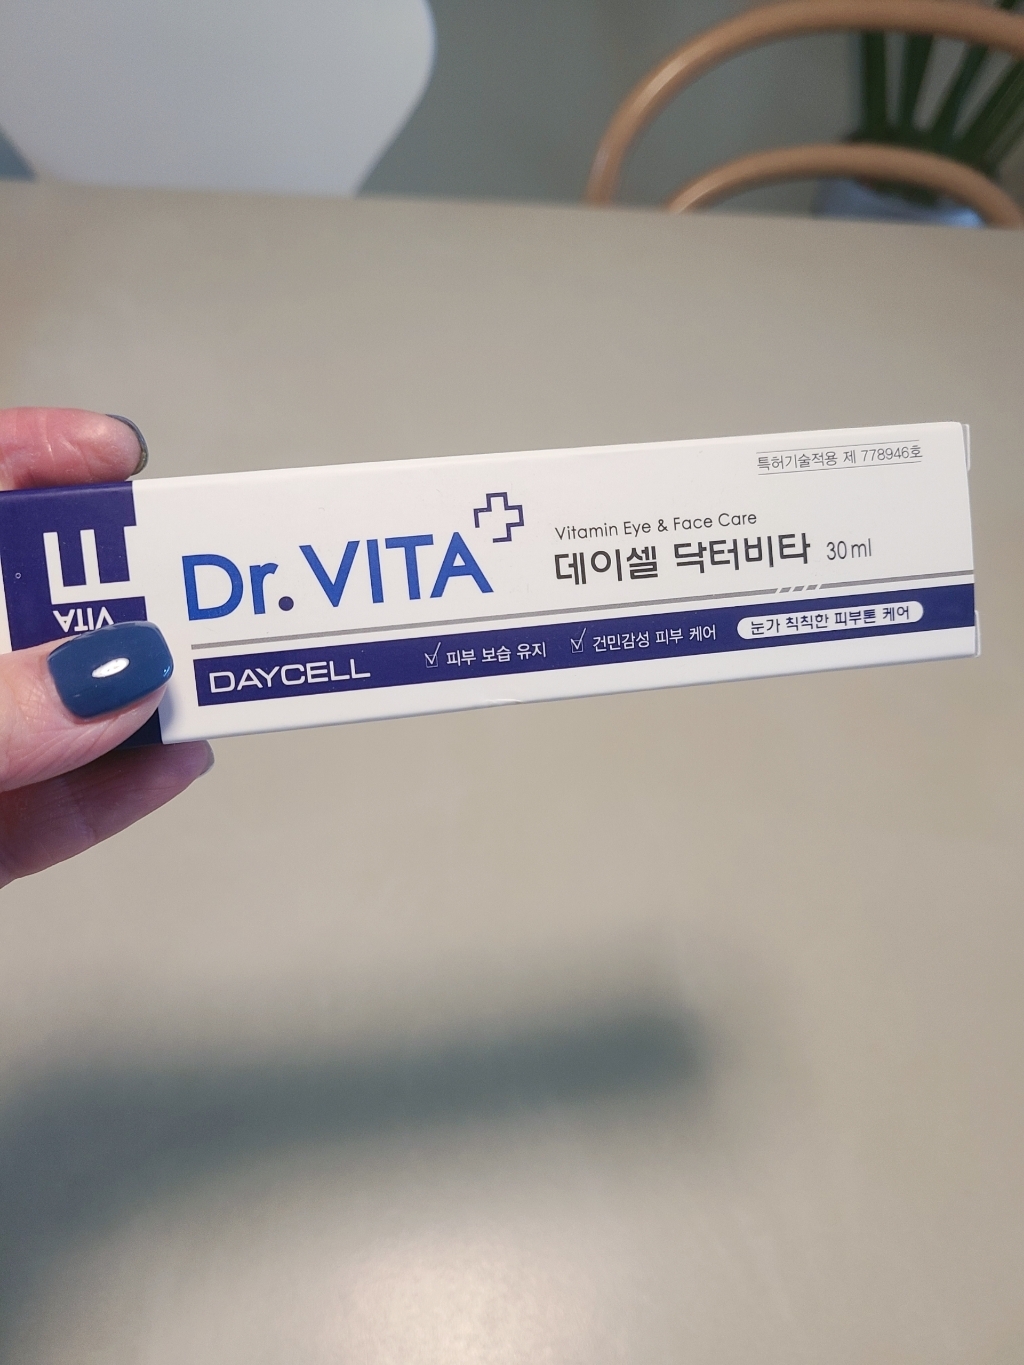 특허기술적용 제 778946호
Dr. VITA
Vitamin Eye & Face Care
데이셀 닥터비타 30ml
DAYCELL
피부 보습 유지
건민감성 피부 케어
눈가 칙칙한 피부톤 케어
VITA